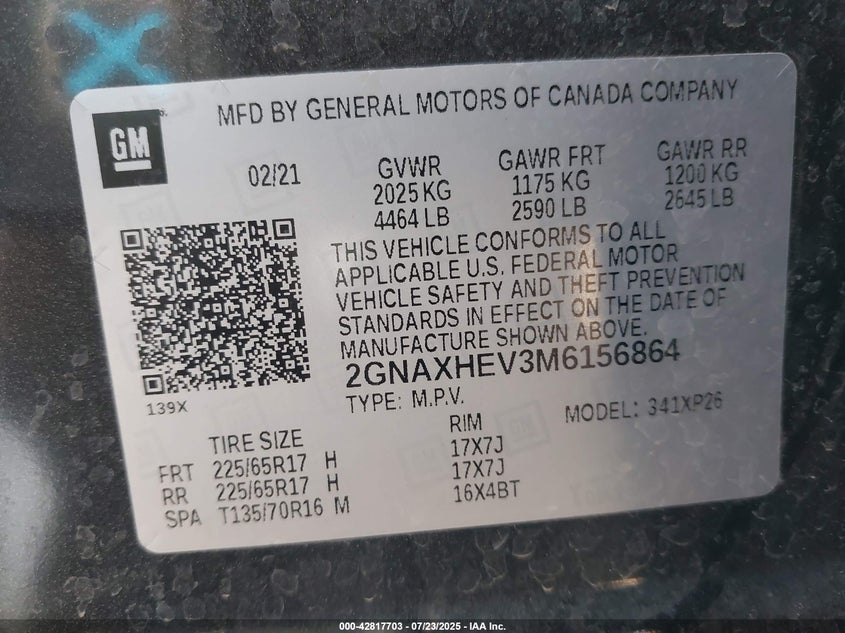 MFD BY GENERAL MOTORS OF CANADA COMPANY
GM
02/21
GVWR
2025 KG
4464 LB
GAWR FRT
1175 KG
2590 LB
GAWR RR
1200 KG
2645 LB
THIS VEHICLE CONFORMS TO ALL
APPLICABLE U.S. FEDERAL MOTOR
VEHICLE SAFETY AND THEFT PREVENTION
STANDARDS IN EFFECT ON THE DATE OF
MANUFACTURE SHOWN ABOVE.
2GNAXHEV3M6156864
TYPE: M.P.V.
MODEL: 341XP26
139X
TIRE SIZE RIM
FRT 225/65R17 H 17X7J
RR 225/65R17 H 17X7J
SPA T135/70R16 M 16X4BT
000-42817703 - 07/23/2025 - IAA Inc.